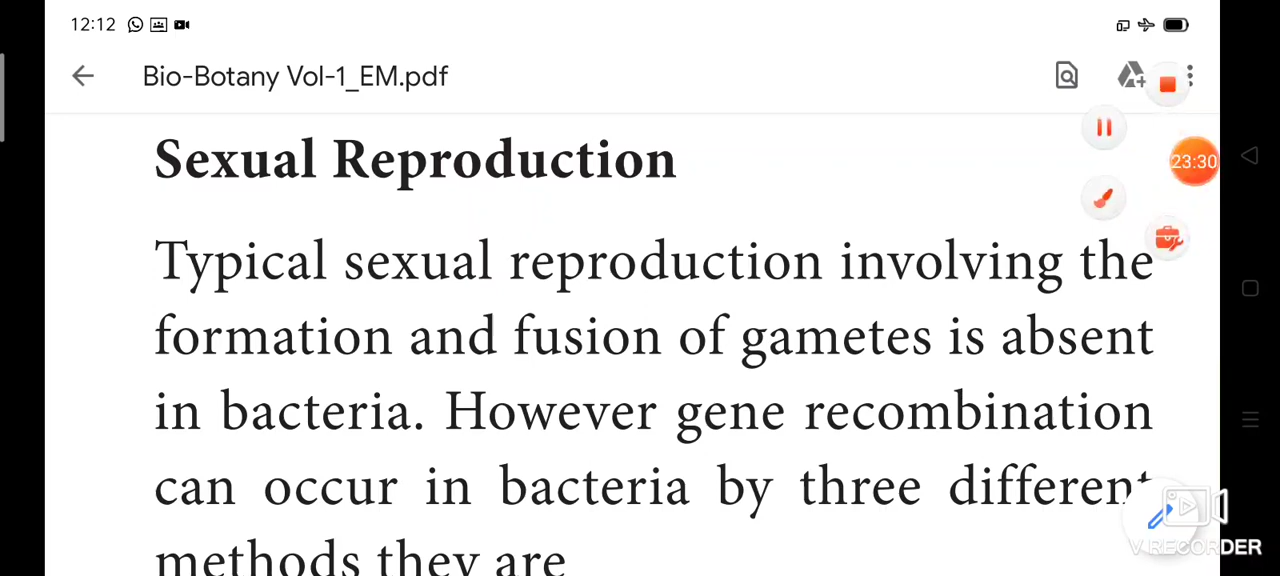 12:12
Bio-Botany Vol-1_EM.pdf
23:30
Sexual Reproduction
Typical sexual reproduction involving the
formation and fusion of gametes is absent
in bacteria. However gene recombination
can occur in bacteria by three different
methods they are
V RECORDER